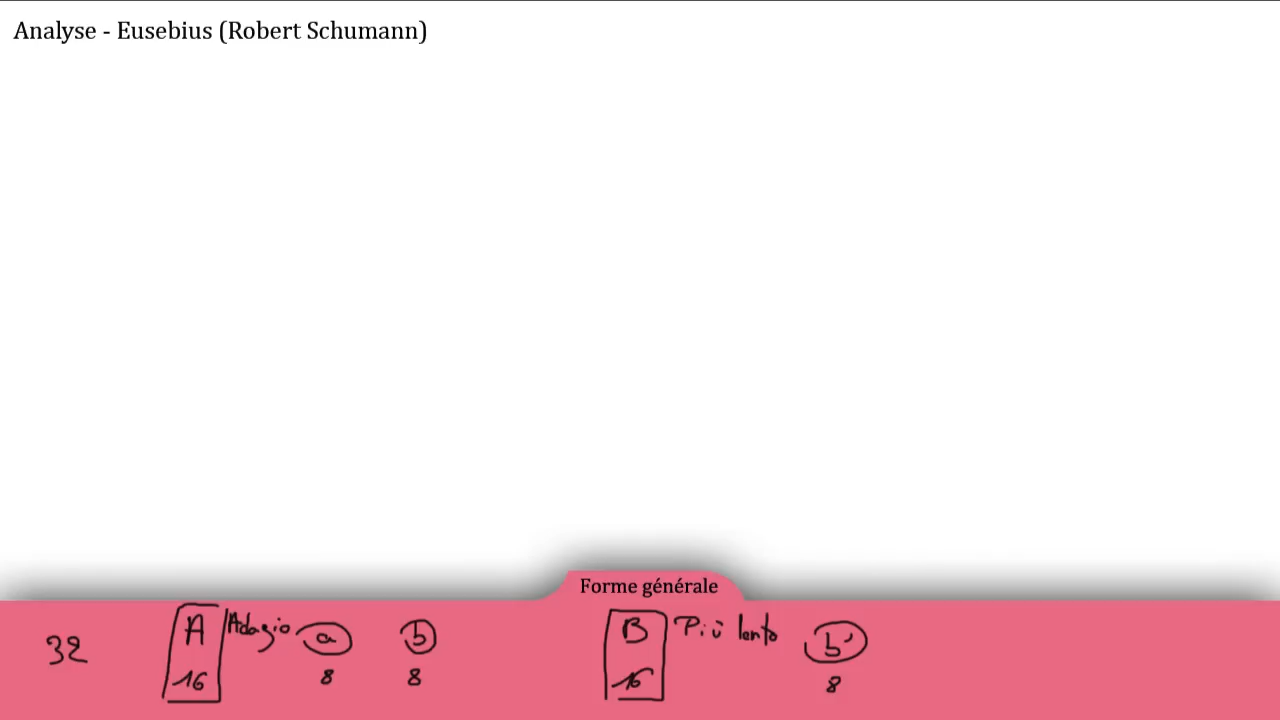 Analyse - Eusebius (Robert Schumann)
Forme générale
32 A Adagio a b B Più lento b'
16 8 8 16 8